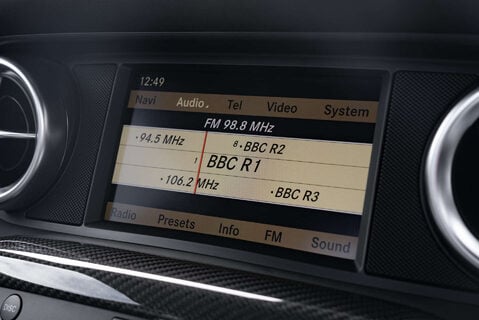 12:49
Navi Audio Tel Video System
FM 98.8 MHz
94.5 MHz 8 BBC R2
1 BBC R1
106.2 MHz BBC R3
Radio Presets Info FM Sound
DISC